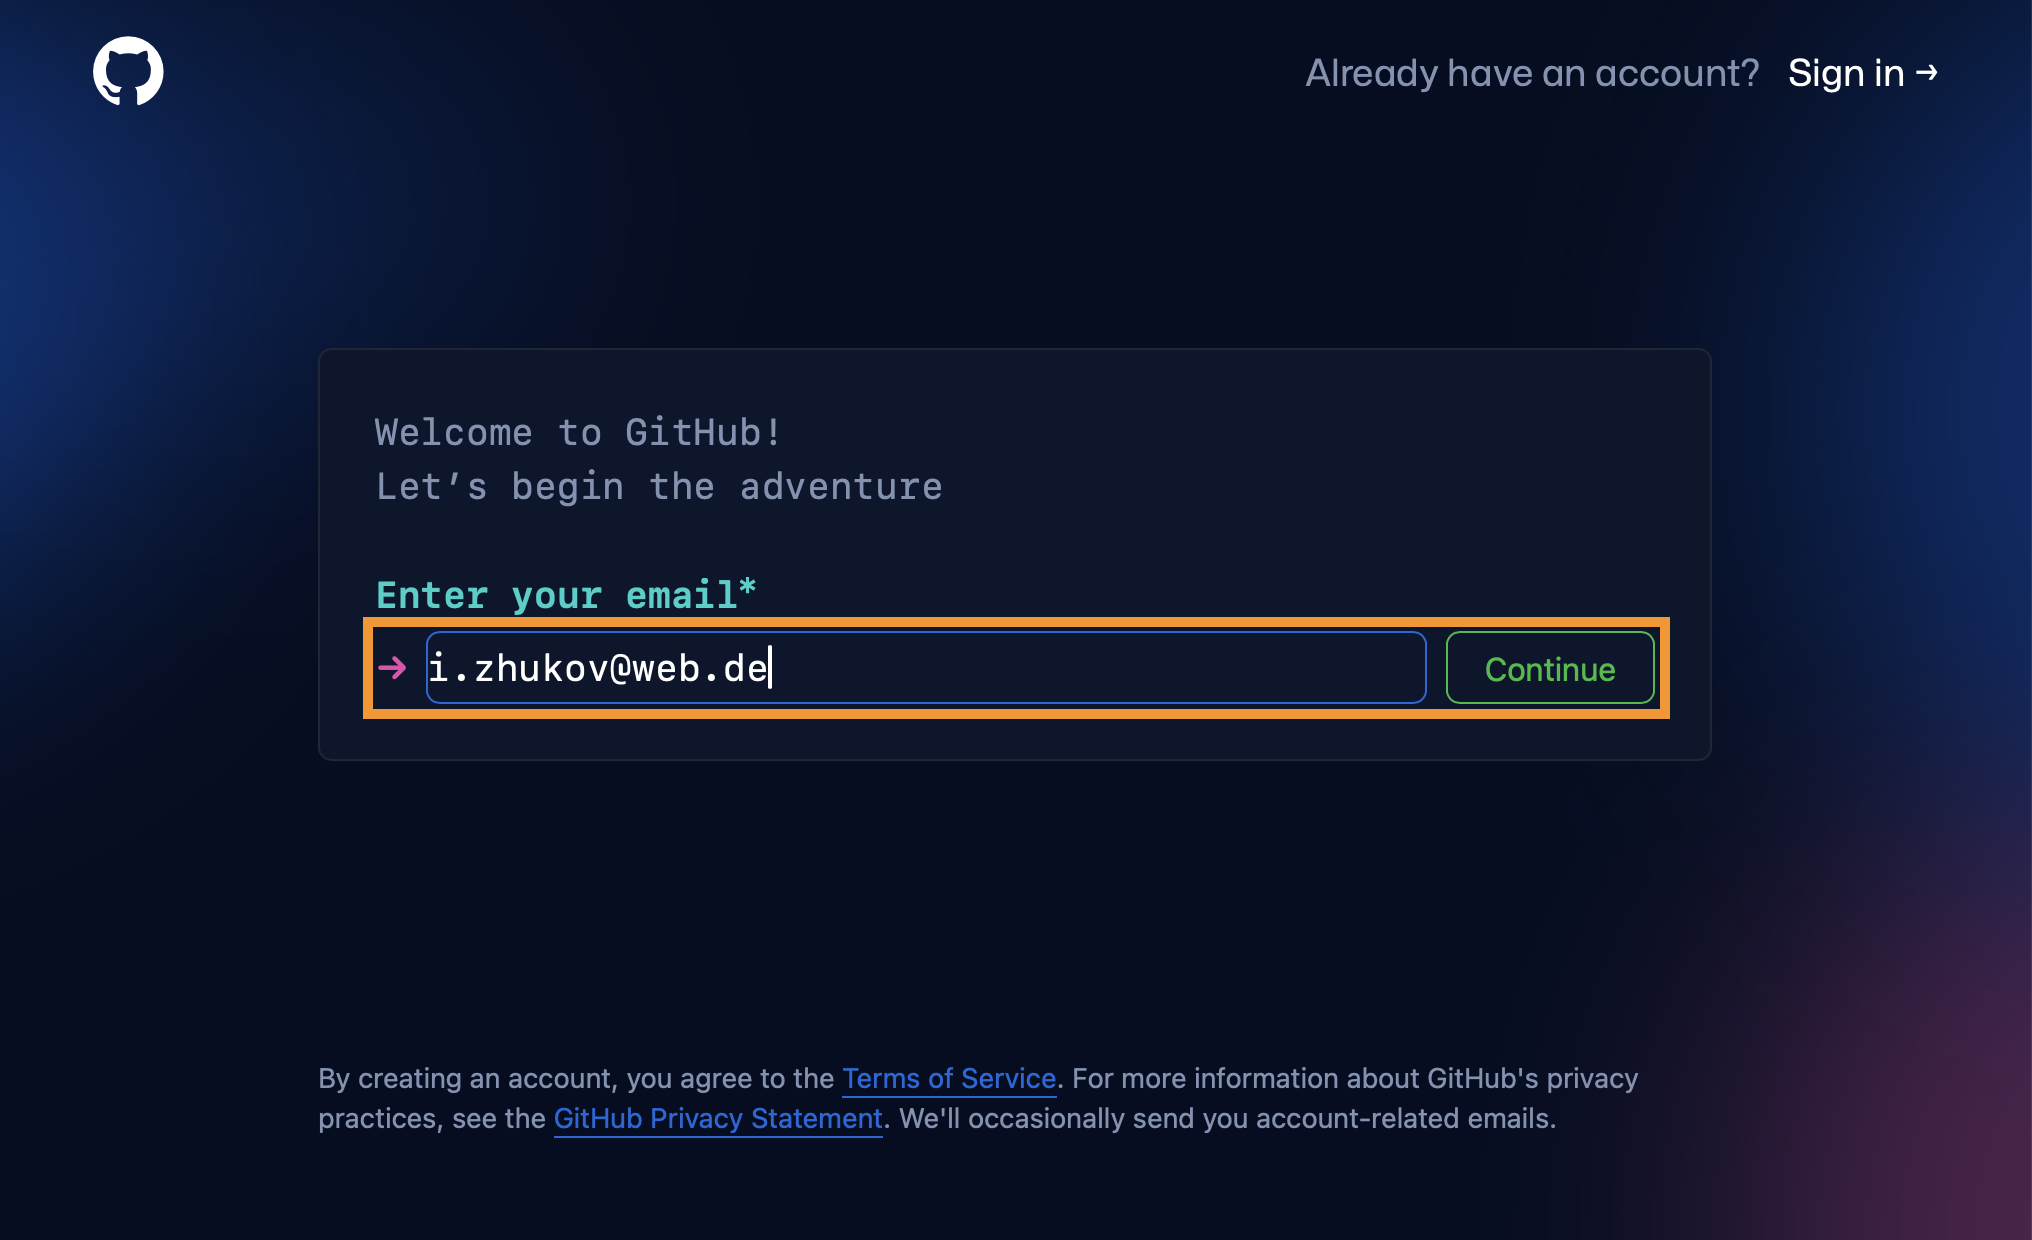 Already have an account? Sign in →
Welcome to GitHub!
Let’s begin the adventure
Enter your email*
→ i.zhukov@web.de Continue
By creating an account, you agree to the Terms of Service. For more information about GitHub's privacy
practices, see the GitHub Privacy Statement. We'll occasionally send you account-related emails.